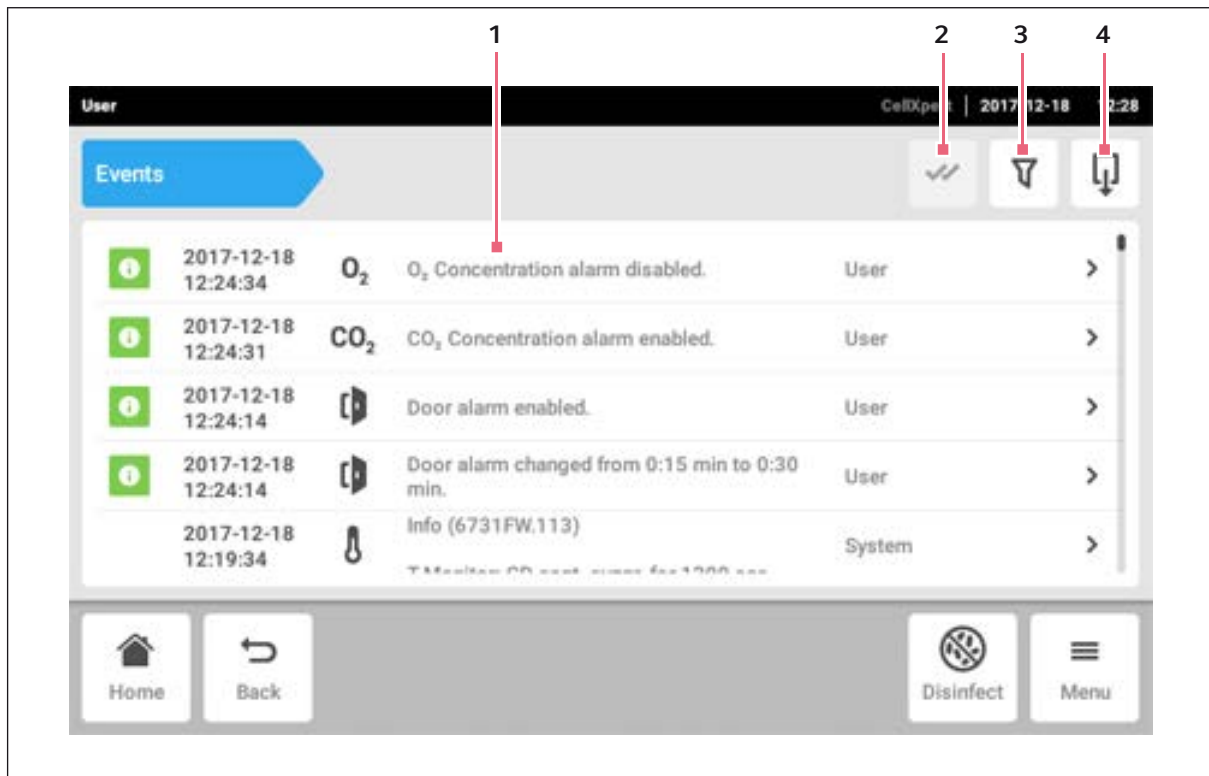 1 2 3 4
User CellXpert | 2017-12-18 12:28
Events
2017-12-18
12:24:34
O₂ O₂ Concentration alarm disabled. User
2017-12-18
12:24:31
CO₂ CO₂ Concentration alarm enabled. User
2017-12-18
12:24:14
Door alarm enabled. User
2017-12-18
12:24:14
Door alarm changed from 0:15 min to 0:30
min.
User
2017-12-18
12:19:34
Info (6731FW.113)
System
Home Back Disinfect Menu